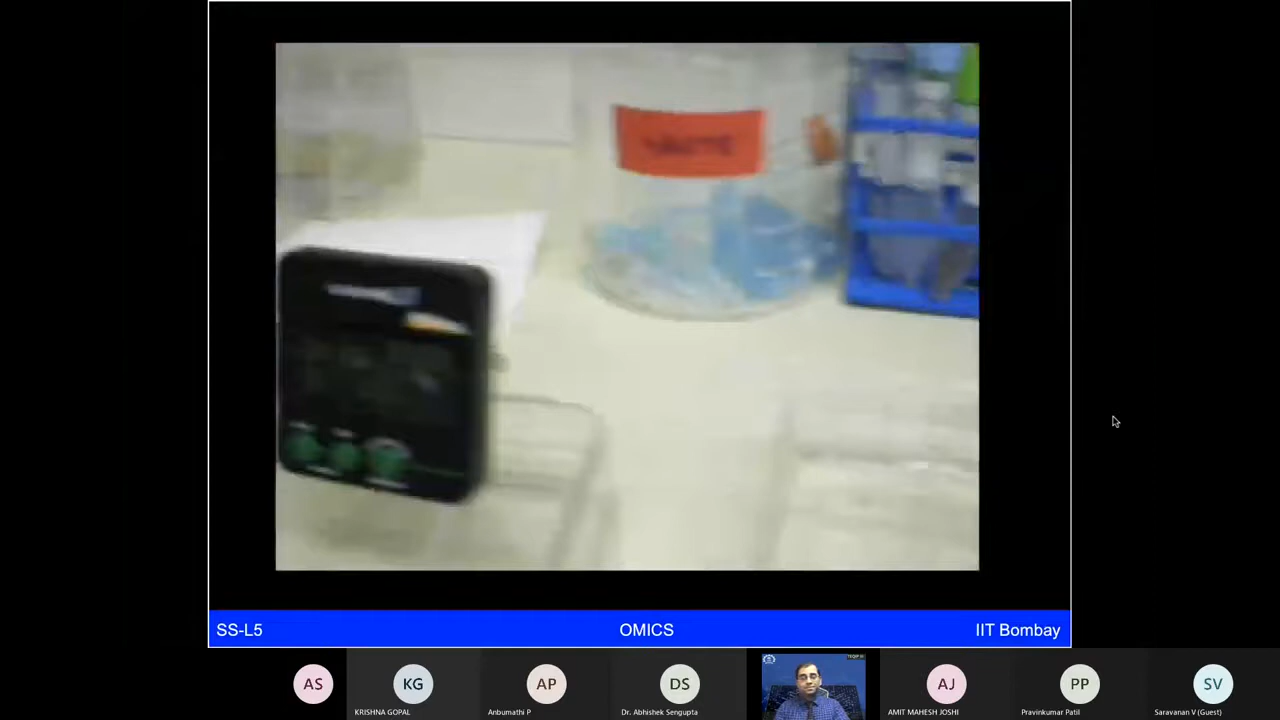 SS-L5
OMICS
IIT Bombay
AS
KG
AP
DS
AJ
PP
SV
KRISHNA GOPAL
Anbumathi P
Dr. Abhishek Sengupta
AMIT MAHESH JOSHI
Pravinkumar Patil
Saravanan V (Guest)